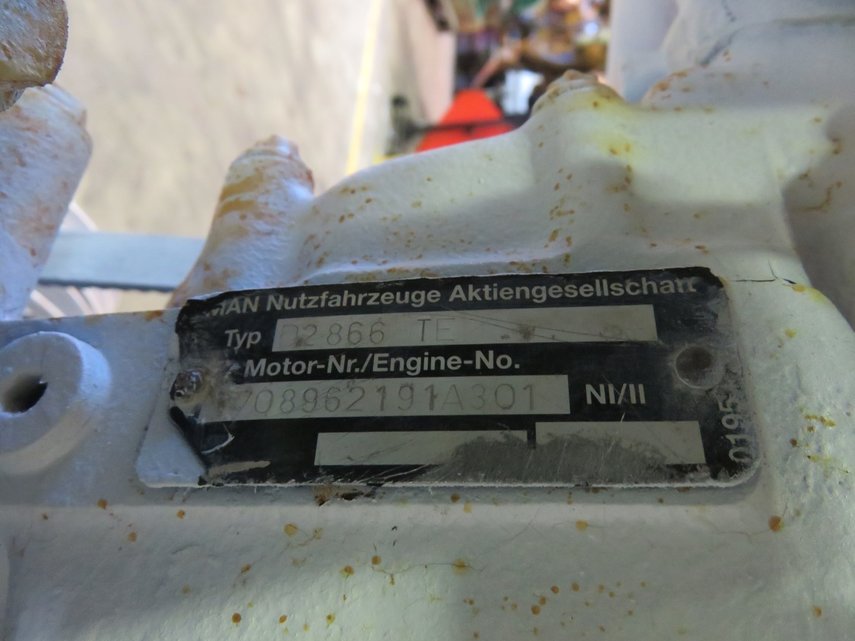 MAN Nutzfahrzeuge Aktiengesellschaft
Typ D2866 TE
Motor-Nr./Engine-No.
708962191A301 NI/II
0195